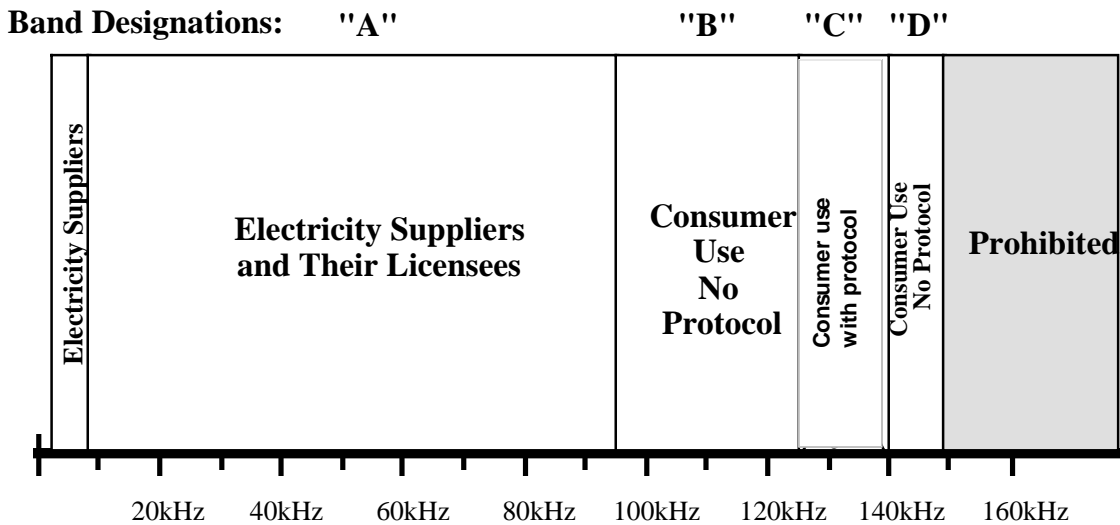 Band Designations: "A" "B" "C" "D"
Electricity Suppliers
Electricity Suppliers
and Their Licensees
Consumer
Use
No
Protocol
Consumer use
with protocol
Consumer Use
No Protocol
Prohibited
20kHz 40kHz 60kHz 80kHz 100kHz 120kHz 140kHz 160kHz